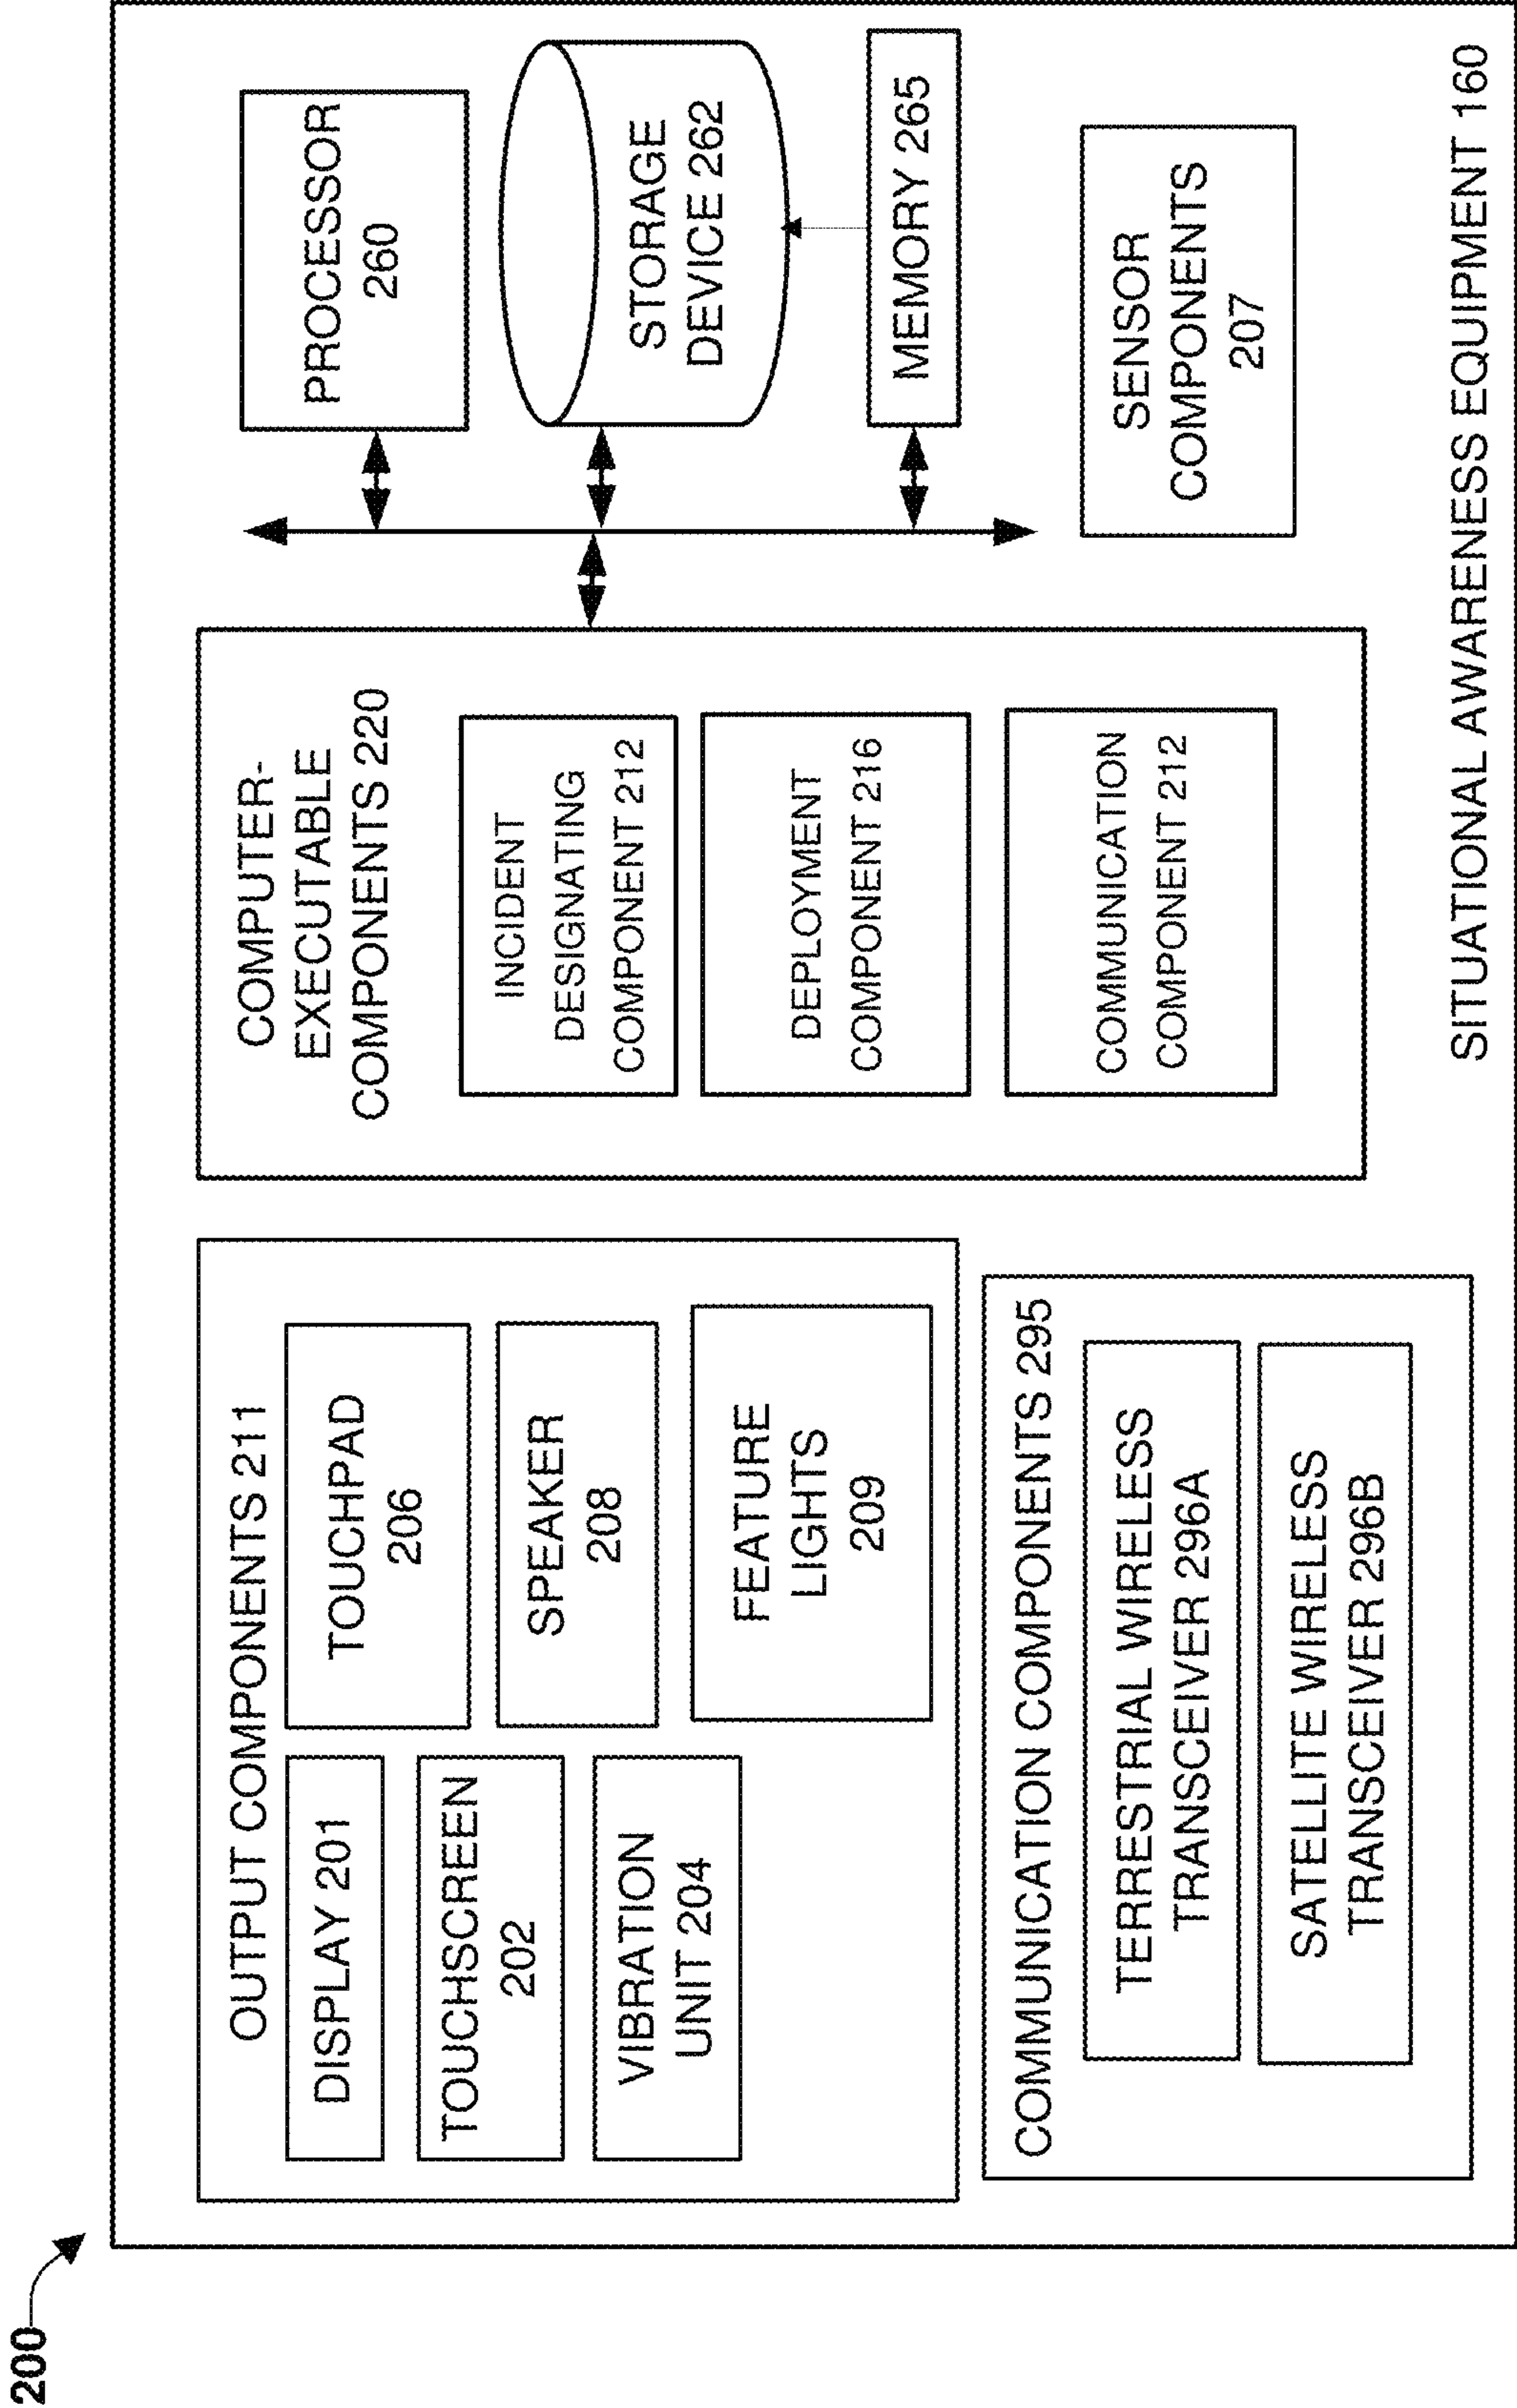 200
OUTPUT COMPONENTS 211
DISPLAY 201
TOUCHPAD
206
TOUCHSCREEN
202
SPEAKER
208
VIBRATION
UNIT 204
FEATURE
LIGHTS
209
COMMUNICATION COMPONENTS 295
TERRESTRIAL WIRELESS
TRANSCEIVER 296A
SATELLITE WIRELESS
TRANSCEIVER 296B
COMPUTER-
EXECUTABLE
COMPONENTS 220
INCIDENT
DESIGNATING
COMPONENT 212
DEPLOYMENT
COMPONENT 216
COMMUNICATION
COMPONENT 212
PROCESSOR
260
STORAGE
DEVICE 262
MEMORY 265
SENSOR
COMPONENTS
207
SITUATIONAL AWARENESS EQUIPMENT 160